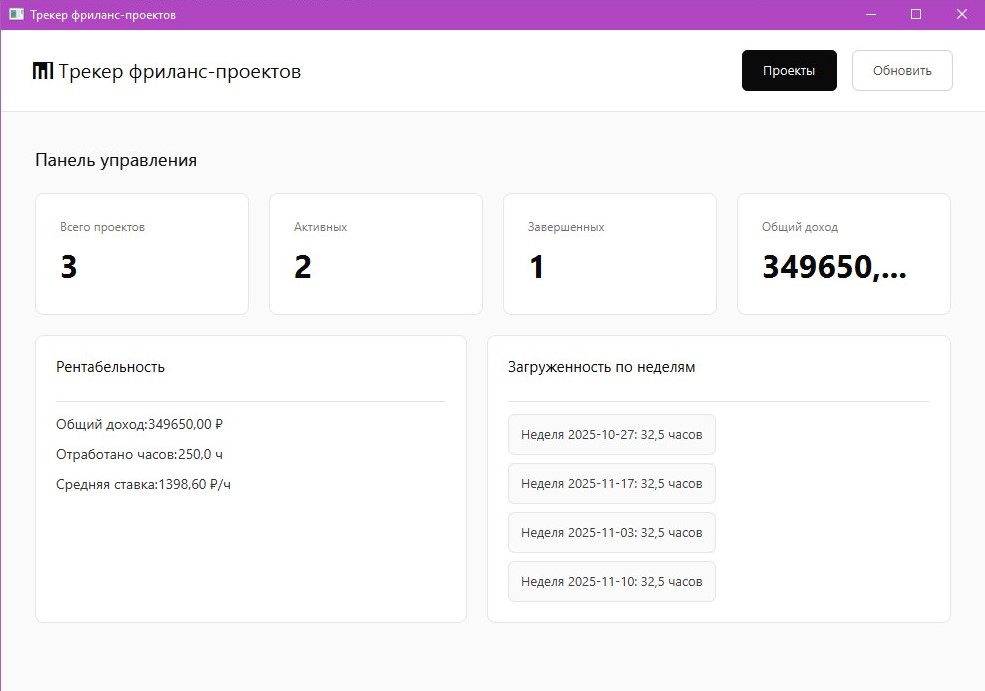 Трекер фриланс-проектов
Трекер фриланс-проектов
Проекты
Обновить
Панель управления
Всего проектов
3
Активных
2
Завершенных
1
Общий доход
349650,...
Рентабельность
Общий доход:349650,00 ₽
Отработано часов:250,0 ч
Средняя ставка:1398,60 ₽/ч
Загруженность по неделям
Неделя 2025-10-27: 32,5 часов
Неделя 2025-11-17: 32,5 часов
Неделя 2025-11-03: 32,5 часов
Неделя 2025-11-10: 32,5 часов